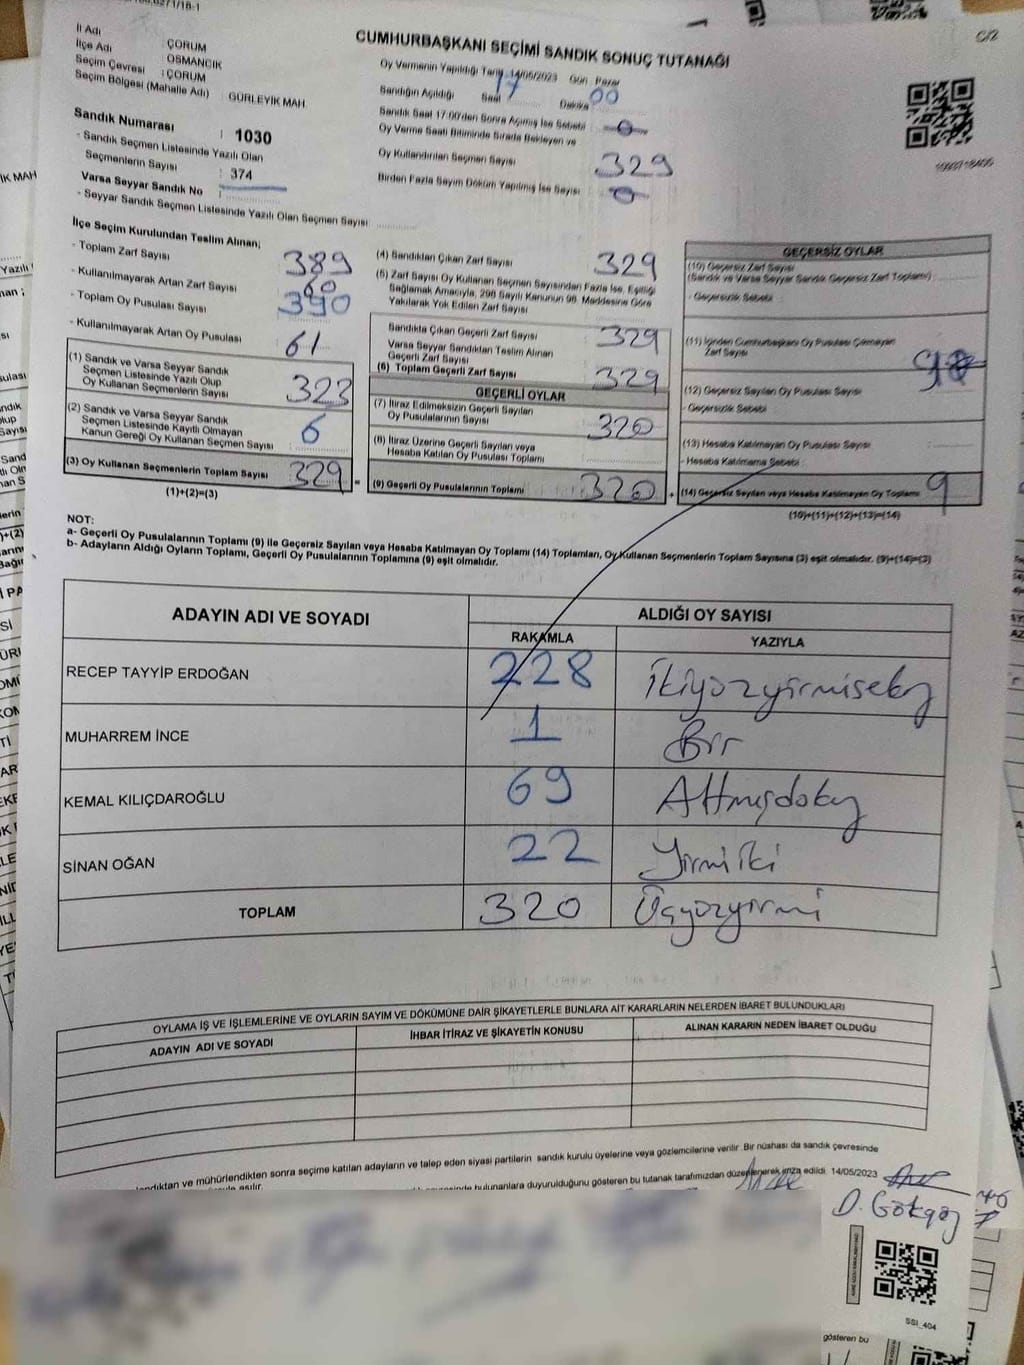 İl Adı
İlçe Adı ÇORUM
Seçim Çevresi OSMANCIK
Seçim Bölgesi (Mahalle Adı) : ÇORUM
GÜRLEYİK MAH.
Sandık Numarası : 1030
- Sandık Seçmen Listesinde Yazılı Olan
Seçmenlerin Sayısı : 374
Varsa Seyyar Sandık No :
- Seyyar Sandık Seçmen Listesinde Yazılı Olan Seçmen Sayısı
CUMHURBAŞKANI SEÇİMİ SANDIK SONUÇ TUTANAĞI
Oy Vermenin Yapıldığı Tarih 14/05/2023 Gün : Pazar
Sandığın Açıldığı Saat 17 Dakika 00
Sandık Saat 17:00'den Sonra Açılmış İse Sebebi 0
Oy Verme Saati Bitiminde Sırada Bekleyen ve
Oy Kullandırılan Seçmen Sayısı 329
Birden Fazla Sayım Döküm Yapılmış İse Sayısı 0
C/2
İlçe Seçim Kurulundan Teslim Alınan;
- Toplam Zarf Sayısı 389
- Kullanılmayarak Artan Zarf Sayısı 60
- Toplam Oy Pusulası Sayısı 390
- Kullanılmayarak Artan Oy Pusulası 61
(1) Sandık ve Varsa Seyyar Sandık
Seçmen Listesinde Yazılı Olup
Oy Kullanan Seçmenlerin Sayısı 323
(2) Sandık ve Varsa Seyyar Sandık
Seçmen Listesinde Kayıtlı Olmayan
Kanun Gereği Oy Kullanan Seçmen Sayısı 6
(3) Oy Kullanan Seçmenlerin Toplam Sayısı 329
(1)+(2)=(3)
(4) Sandıktan Çıkan Zarf Sayısı 329
(5) Zarf Sayısı Oy Kullanan Seçmen Sayısından Fazla İse, Eşitliği
Sağlamak Amacıyla, 298 Sayılı Kanunun 98. Maddesine Göre
Yakılarak Yok Edilen Zarf Sayısı
Sandıkta Çıkan Geçerli Zarf Sayısı 329
Varsa Seyyar Sandıktan Teslim Alınan
Geçerli Zarf Sayısı
(6) Toplam Geçerli Zarf Sayısı 329
GEÇERLİ OYLAR
(7) İtiraz Edilmeksizin Geçerli Sayılan
Oy Pusulalarının Sayısı 320
(8) İtiraz Üzerine Geçerli Sayılan veya
Hesaba Katılan Oy Pusulası Toplamı
= (9) Geçerli Oy Pusulalarının Toplamı 320
GEÇERSİZ OYLAR
(10) Geçersiz Zarf Sayısı
(Sandık ve Varsa Seyyar Sandık Geçersiz Zarf Toplamı)
- Geçersizlik Sebebi :
(11) İçinden Cumhurbaşkanı Oy Pusulası Çıkmayan
Zarf Sayısı
(12) Geçersiz Sayılan Oy Pusulası Sayısı
- Geçersizlik Sebebi
(13) Hesaba Katılmayan Oy Pusulası Sayısı
- Hesaba Katılmama Sebebi :
+ (14) Geçersiz Sayılan veya Hesaba Katılmayan Oy Toplamı 9
(10)+(11)+(12)+(13)=(14)
NOT:
a- Geçerli Oy Pusulalarının Toplamı (9) ile Geçersiz Sayılan veya Hesaba Katılmayan Oy Toplamı (14) Toplamları, Oy Kullanan Seçmenlerin Toplam Sayısına (3) eşit olmalıdır. (9)+(14)=(3)
b- Adayların Aldığı Oyların Toplamı, Geçerli Oy Pusulalarının Toplamına (9) eşit olmalıdır.
ADAYIN ADI VE SOYADI ALDIĞI OY SAYISI
RAKAMLA YAZIYLA
RECEP TAYYİP ERDOĞAN 228 İkiyüzyirmisekiz
MUHARREM İNCE 1 Bir
KEMAL KILIÇDAROĞLU 69 Altmışdokuz
SİNAN OĞAN 22 Yirmi iki
TOPLAM 320 Üçyüzyirmi
OYLAMA İŞ VE İŞLEMLERİNE VE OYLARIN SAYIM VE DÖKÜMÜNE DAİR ŞİKAYETLERLE BUNLARA AİT KARARLARIN NELERDEN İBARET BULUNDUKLARI
ADAYIN ADI VE SOYADI İHBAR İTİRAZ VE ŞİKAYETİN KONUSU ALINAN KARARIN NEDEN İBARET OLDUĞU
ve mühürlendikten sonra seçime katılan adayların ve talep eden siyasi partilerin sandık kurulu üyelerine veya gözlemcilerine verilir. Bir nüshası da sandık çevresinde
bulunanlara duyurulduğunu gösteren bu tutanak tarafımızdan düzenlenerek imza edildi. 14/05/2023
D. Gökgöz
SSI_404
gösteren bu